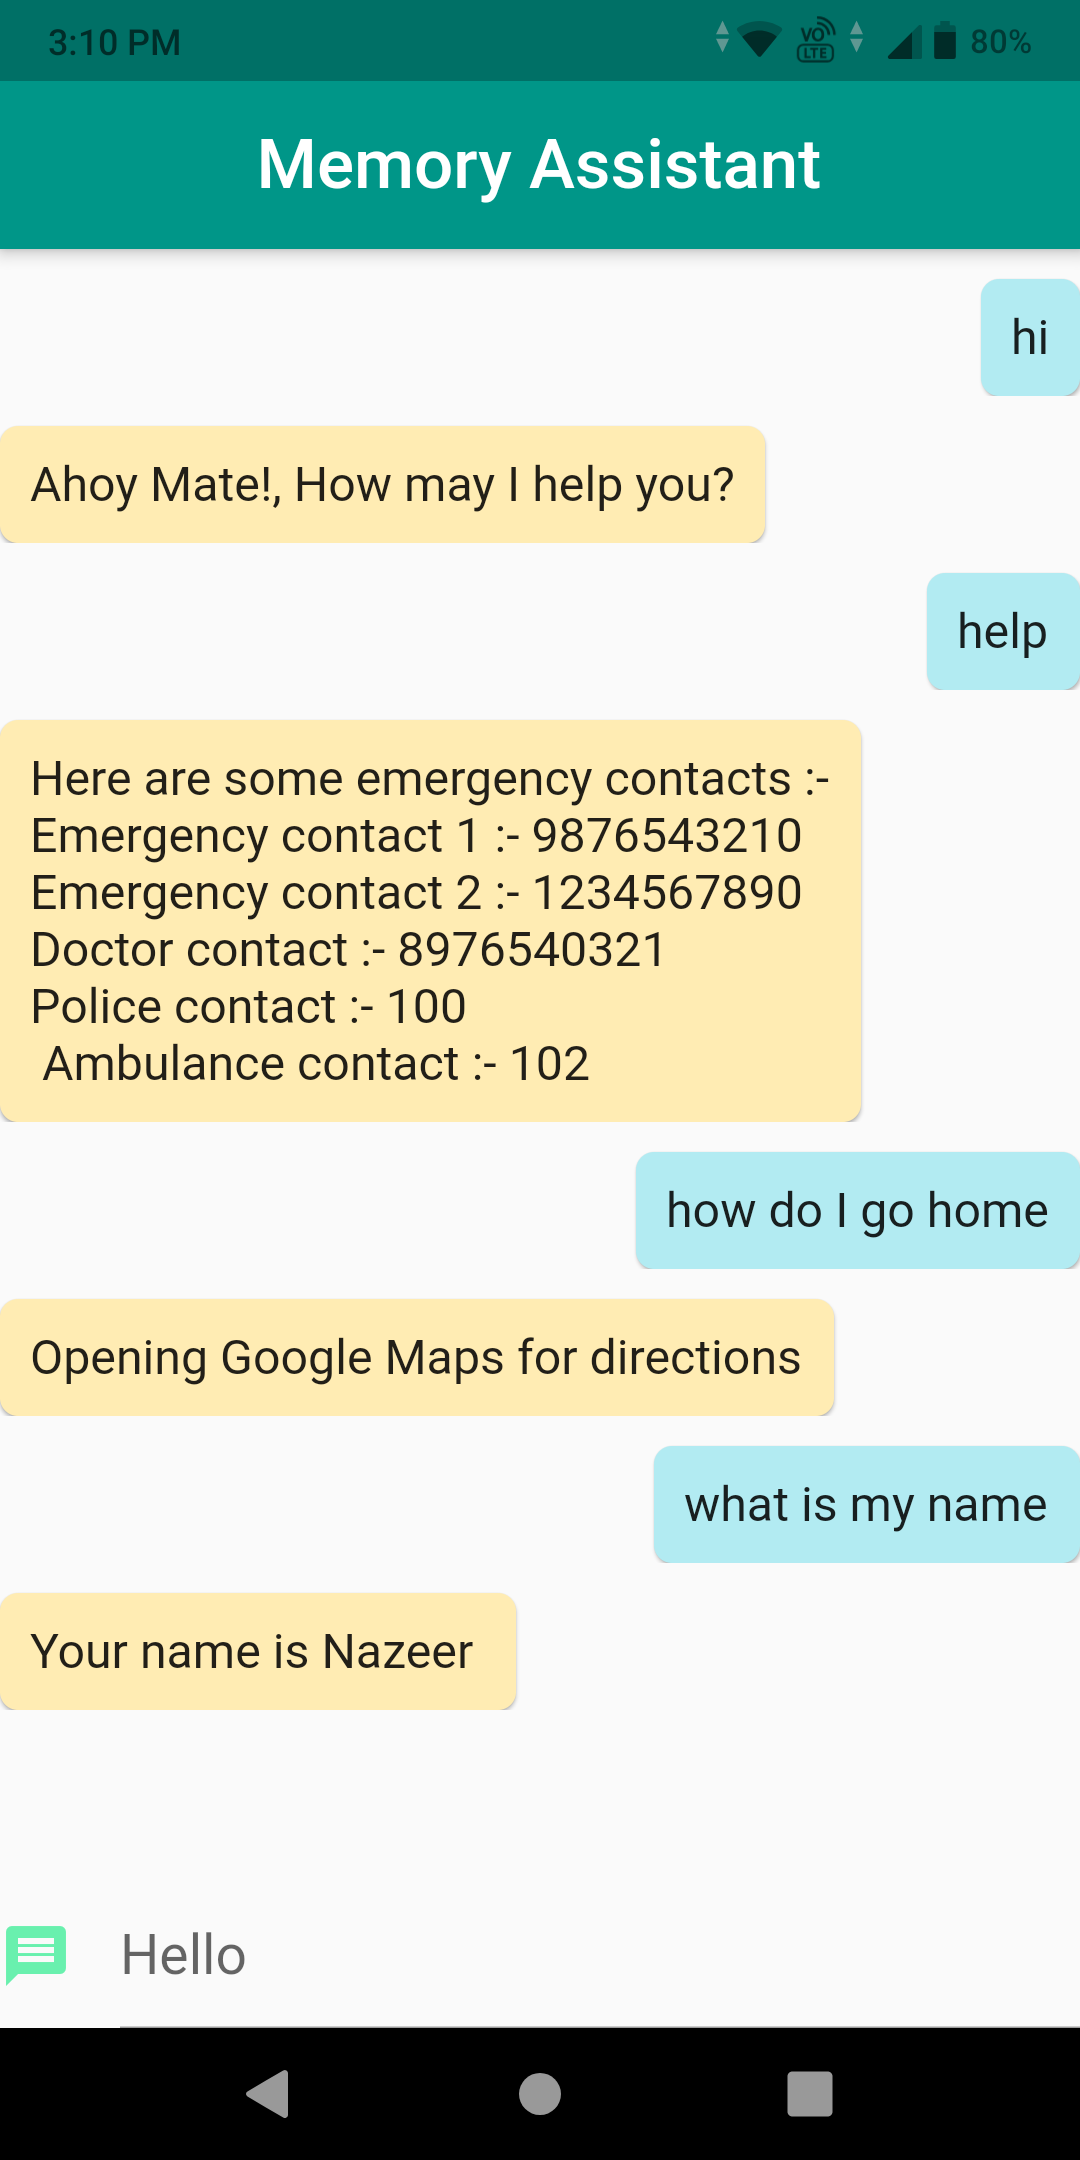 3:10 PM
VO
LTE
80%
Memory Assistant
hi
Ahoy Mate!, How may I help you?
help
Here are some emergency contacts :-
Emergency contact 1 :- 9876543210
Emergency contact 2 :- 1234567890
Doctor contact :- 8976540321
Police contact :- 100
Ambulance contact :- 102
how do I go home
Opening Google Maps for directions
what is my name
Your name is Nazeer
Hello